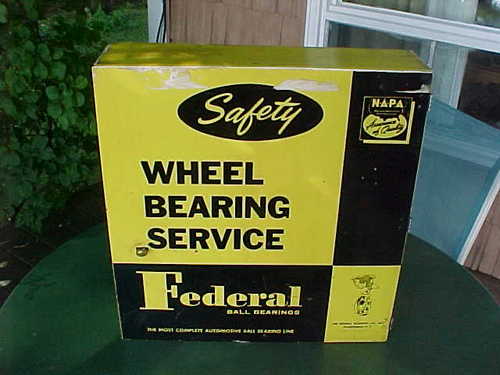 Safety
NAPA
WHEEL
BEARING
SERVICE
Federal
BALL BEARINGS
THE MOST COMPLETE AUTOMOTIVE BALL BEARING LINE